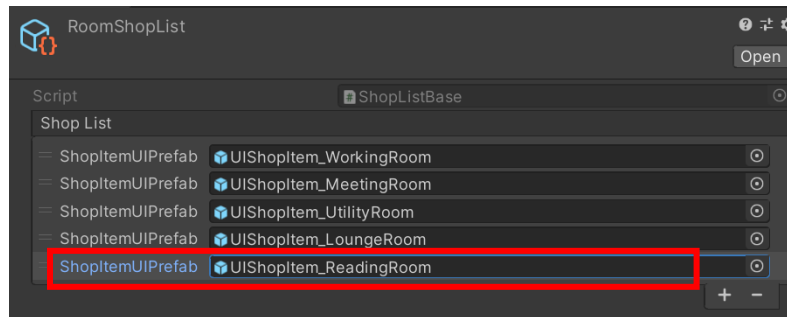 RoomShopList
Open
Script ShopListBase
Shop List
ShopItemUIPrefab UIShopItem_WorkingRoom
ShopItemUIPrefab UIShopItem_MeetingRoom
ShopItemUIPrefab UIShopItem_UtilityRoom
ShopItemUIPrefab UIShopItem_LoungeRoom
ShopItemUIPrefab UIShopItem_ReadingRoom
+ −